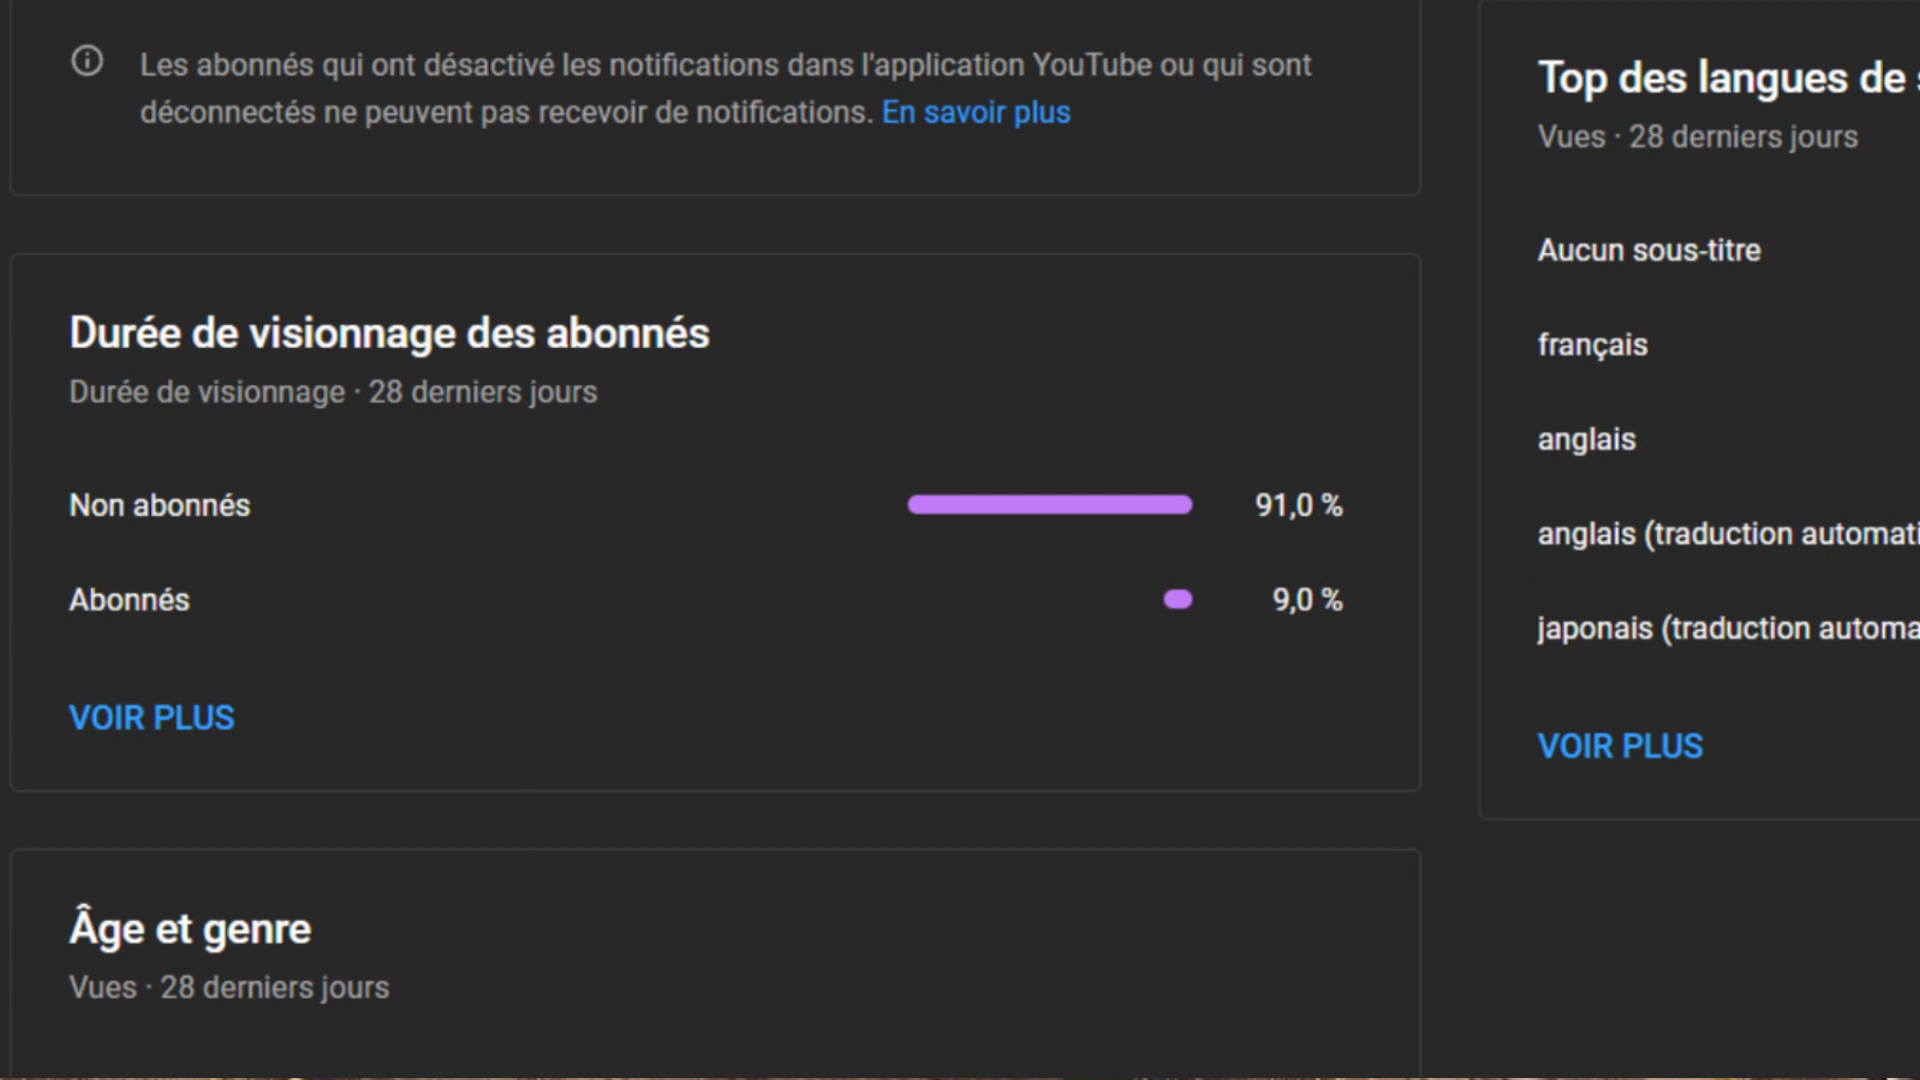 Les abonnés qui ont désactivé les notifications dans l'application YouTube ou qui sont
déconnectés ne peuvent pas recevoir de notifications. En savoir plus
Durée de visionnage des abonnés
Durée de visionnage · 28 derniers jours
Non abonnés 91,0 %
Abonnés 9,0 %
VOIR PLUS
Âge et genre
Vues · 28 derniers jours
Top des langues de
Vues · 28 derniers jours
Aucun sous-titre
français
anglais
anglais (traduction automati
japonais (traduction automa
VOIR PLUS